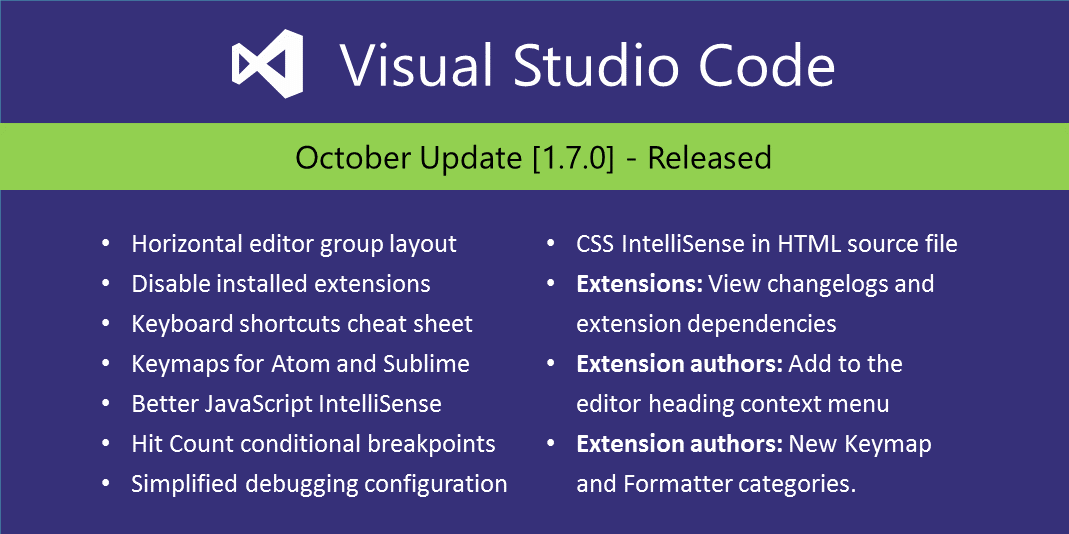 Visual Studio Code
October Update [1.7.0] - Released
• Horizontal editor group layout
• Disable installed extensions
• Keyboard shortcuts cheat sheet
• Keymaps for Atom and Sublime
• Better JavaScript IntelliSense
• Hit Count conditional breakpoints
• Simplified debugging configuration
• CSS IntelliSense in HTML source file
• Extensions: View changelogs and
extension dependencies
• Extension authors: Add to the
editor heading context menu
• Extension authors: New Keymap
and Formatter categories.